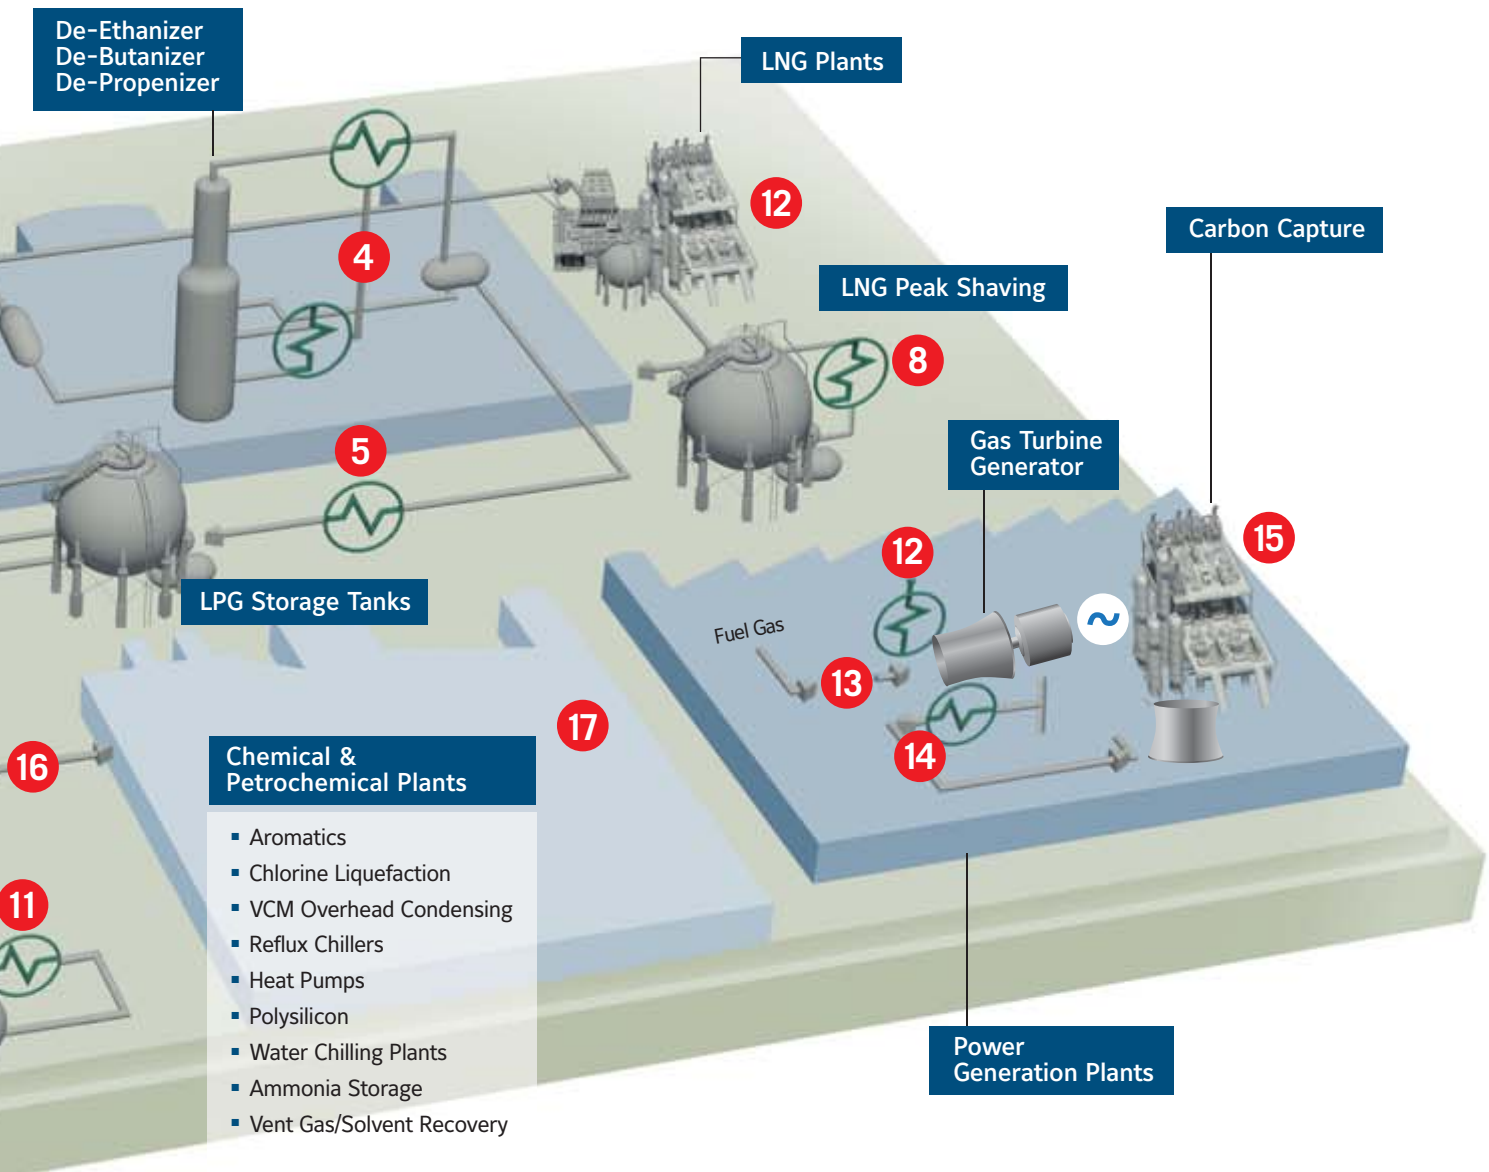 De-Ethanizer
De-Butanizer
De-Propenizer
LNG Plants
12
Carbon Capture
4
LNG Peak Shaving
8
Gas Turbine
Generator
5
12
15
LPG Storage Tanks
Fuel Gas
~
13
17
14
16
Chemical &
Petrochemical Plants
▪ Aromatics
▪ Chlorine Liquefaction
▪ VCM Overhead Condensing
▪ Reflux Chillers
▪ Heat Pumps
▪ Polysilicon
▪ Water Chilling Plants
▪ Ammonia Storage
▪ Vent Gas/Solvent Recovery
11
Power
Generation Plants